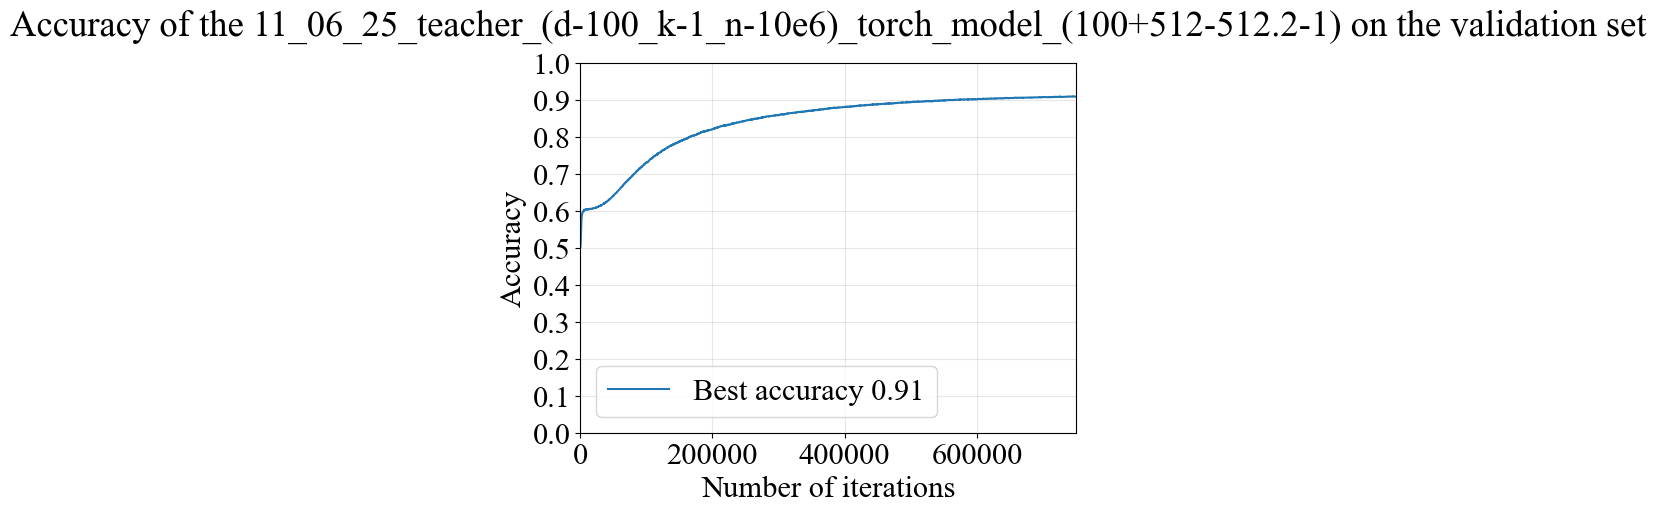 Accuracy of the 11_06_25_teacher_(d-100_k-1_n-10e6)_torch_model_(100+512-512.2-1) on the validation set
1.0
0.9
0.8
0.7
0.6
0.5
0.4
0.3
0.2
0.1
0.0
Accuracy
Best accuracy 0.91
0 200000 400000 600000
Number of iterations